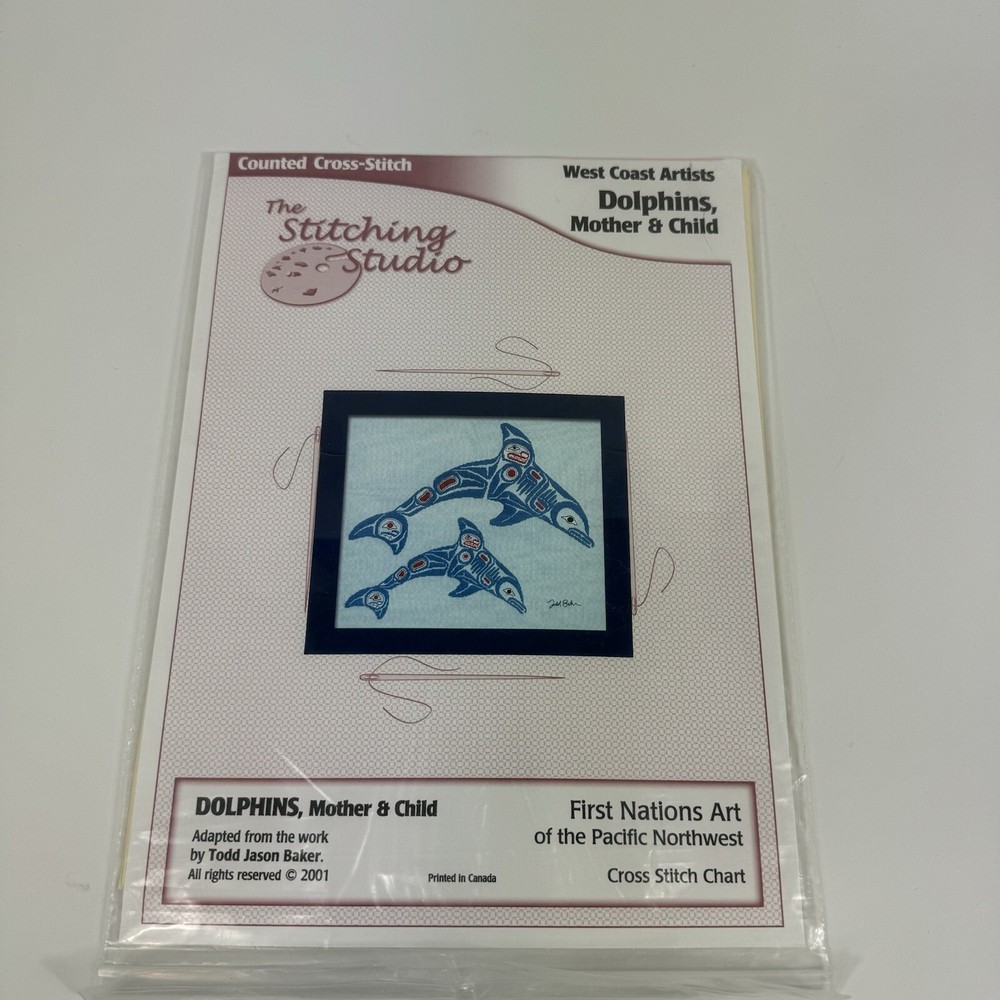 Counted Cross-Stitch
West Coast Artists
Dolphins,
Mother & Child
The
Stitching
Studio
DOLPHINS, Mother & Child
Adapted from the work
by Todd Jason Baker.
All rights reserved © 2001
Printed in Canada
First Nations Art
of the Pacific Northwest
Cross Stitch Chart